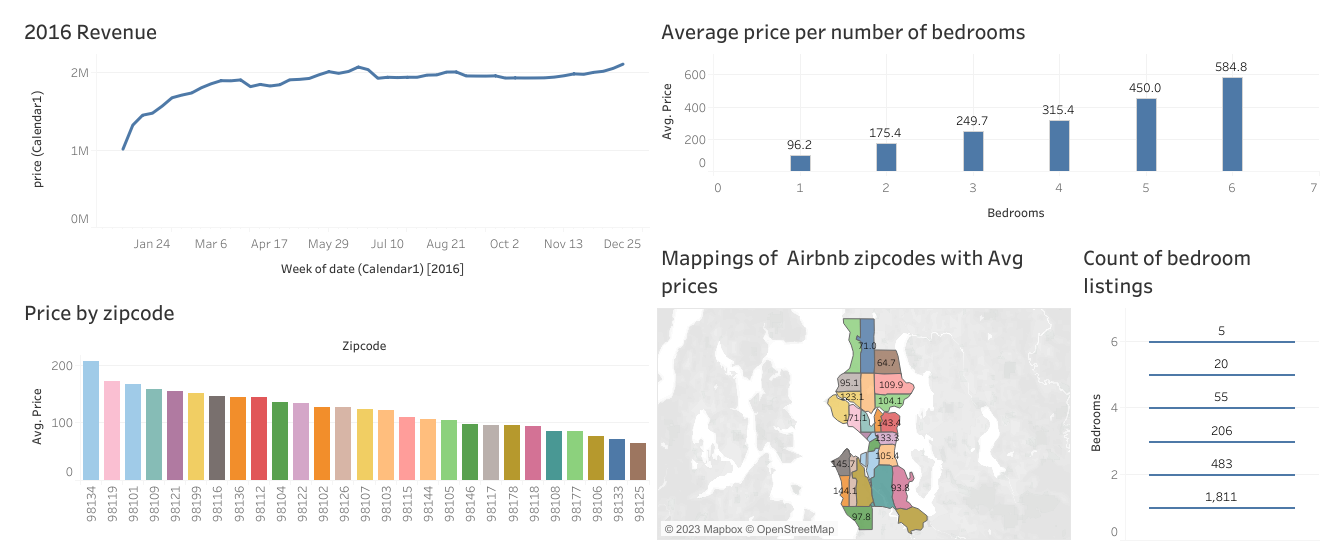 2016 Revenue
2M
1M
0M
price (Calendar1)
Jan 24 Mar 6 Apr 17 May 29 Jul 10 Aug 21 Oct 2 Nov 13 Dec 25
Week of date (Calendar1) [2016]
Average price per number of bedrooms
600
400
200
0
Avg. Price
96.2 175.4 249.7 315.4 450.0 584.8
0 1 2 3 4 5 6 7
Bedrooms
Price by zipcode
Zipcode
200
100
0
Avg. Price
98134 98119 98101 98109 98121 98199 98116 98136 98112 98104 98122 98102 98126 98107 98103 98115 98144 98105 98146 98117 98178 98118 98108 98177 98106 98133 98125
Mappings of Airbnb zipcodes with Avg
prices
71.0
64.7
95.1 109.9
123.1 104.1
171.1 143.4
133.3
145.7 105.4
144.1 93.8
97.8
© 2023 Mapbox © OpenStreetMap
Count of bedroom
listings
6
4
2
0
Bedrooms
5
20
55
206
483
1,811